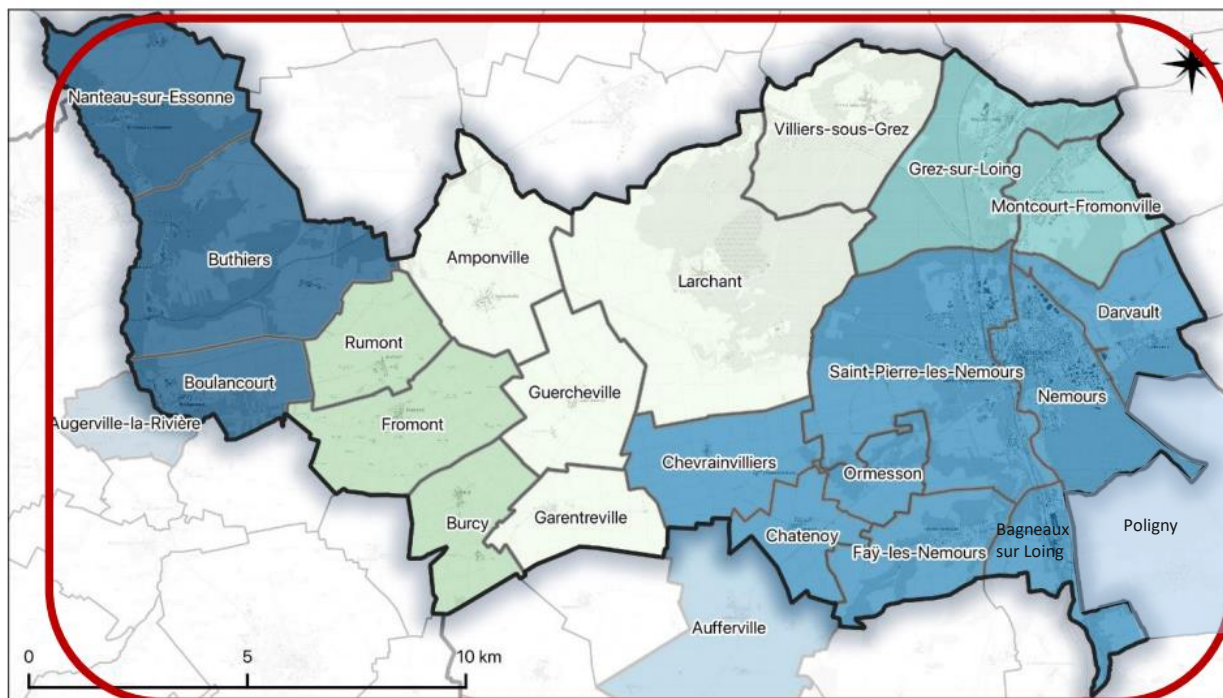 Nanteau-sur-Essonne
Villiers-sous-Grez
Grez-sur-Loing
Montcourt-Fromonville
Buthiers
Amponville
Larchant
Darvault
Rumont
Saint-Pierre-les-Nemours
Boulancourt
Guercheville
Nemours
Augerville-la-Rivière
Fromont
Chevrainvilliers
Ormesson
Burcy
Garentreville
Chatenoy
Faÿ-les-Nemours
Bagneaux
sur Loing
Poligny
Aufferville
0 5 10 km